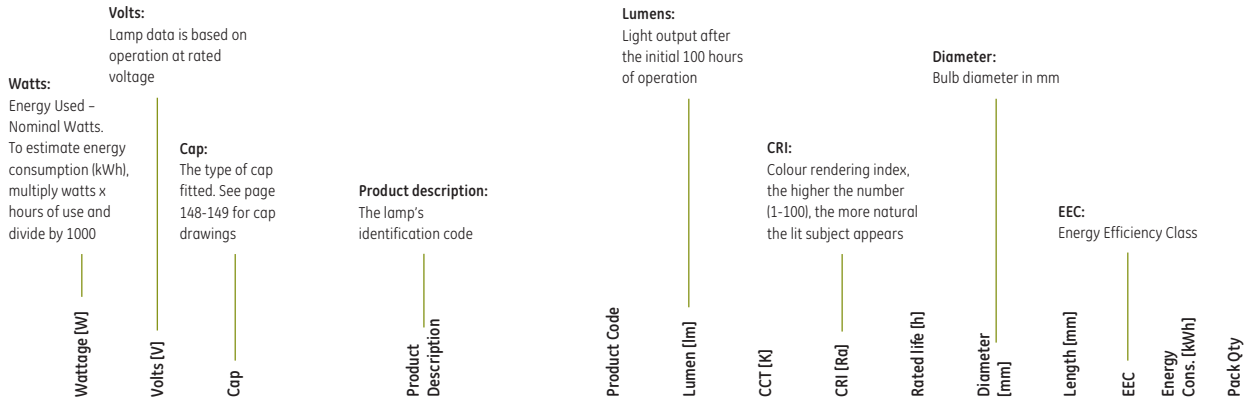 Volts:
Lamp data is based on
operation at rated
voltage
Watts:
Energy Used –
Nominal Watts.
To estimate energy
consumption (kWh),
multiply watts x
hours of use and
divide by 1000
Cap:
The type of cap
fitted. See page
148-149 for cap
drawings
Product description:
The lamp's
identification code
Lumens:
Light output after
the initial 100 hours
of operation
CRI:
Colour rendering index,
the higher the number
(1-100), the more natural
the lit subject appears
Diameter:
Bulb diameter in mm
EEC:
Energy Efficiency Class
Wattage [W]
Volts [V]
Cap
Product
Description
Product Code
Lumen [lm]
CCT [K]
CRI [Ra]
Rated life [h]
Diameter
[mm]
Length [mm]
EEC
Energy
Cons. [kWh]
Pack Qty